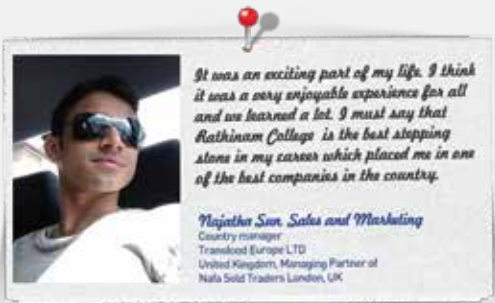 It was an exciting part of my life. I think
it was a very enjoyable experience for all
and we learned a lot. I must say that
Rathinam College is the best stepping
stone in my career which placed me in one
of the best companies in the country.
Najatha Sun, Sales and Marketing
Country manager
Transfood Europe LTD
United Kingdom, Managing Partner of
Nafa Sold Traders London, UK